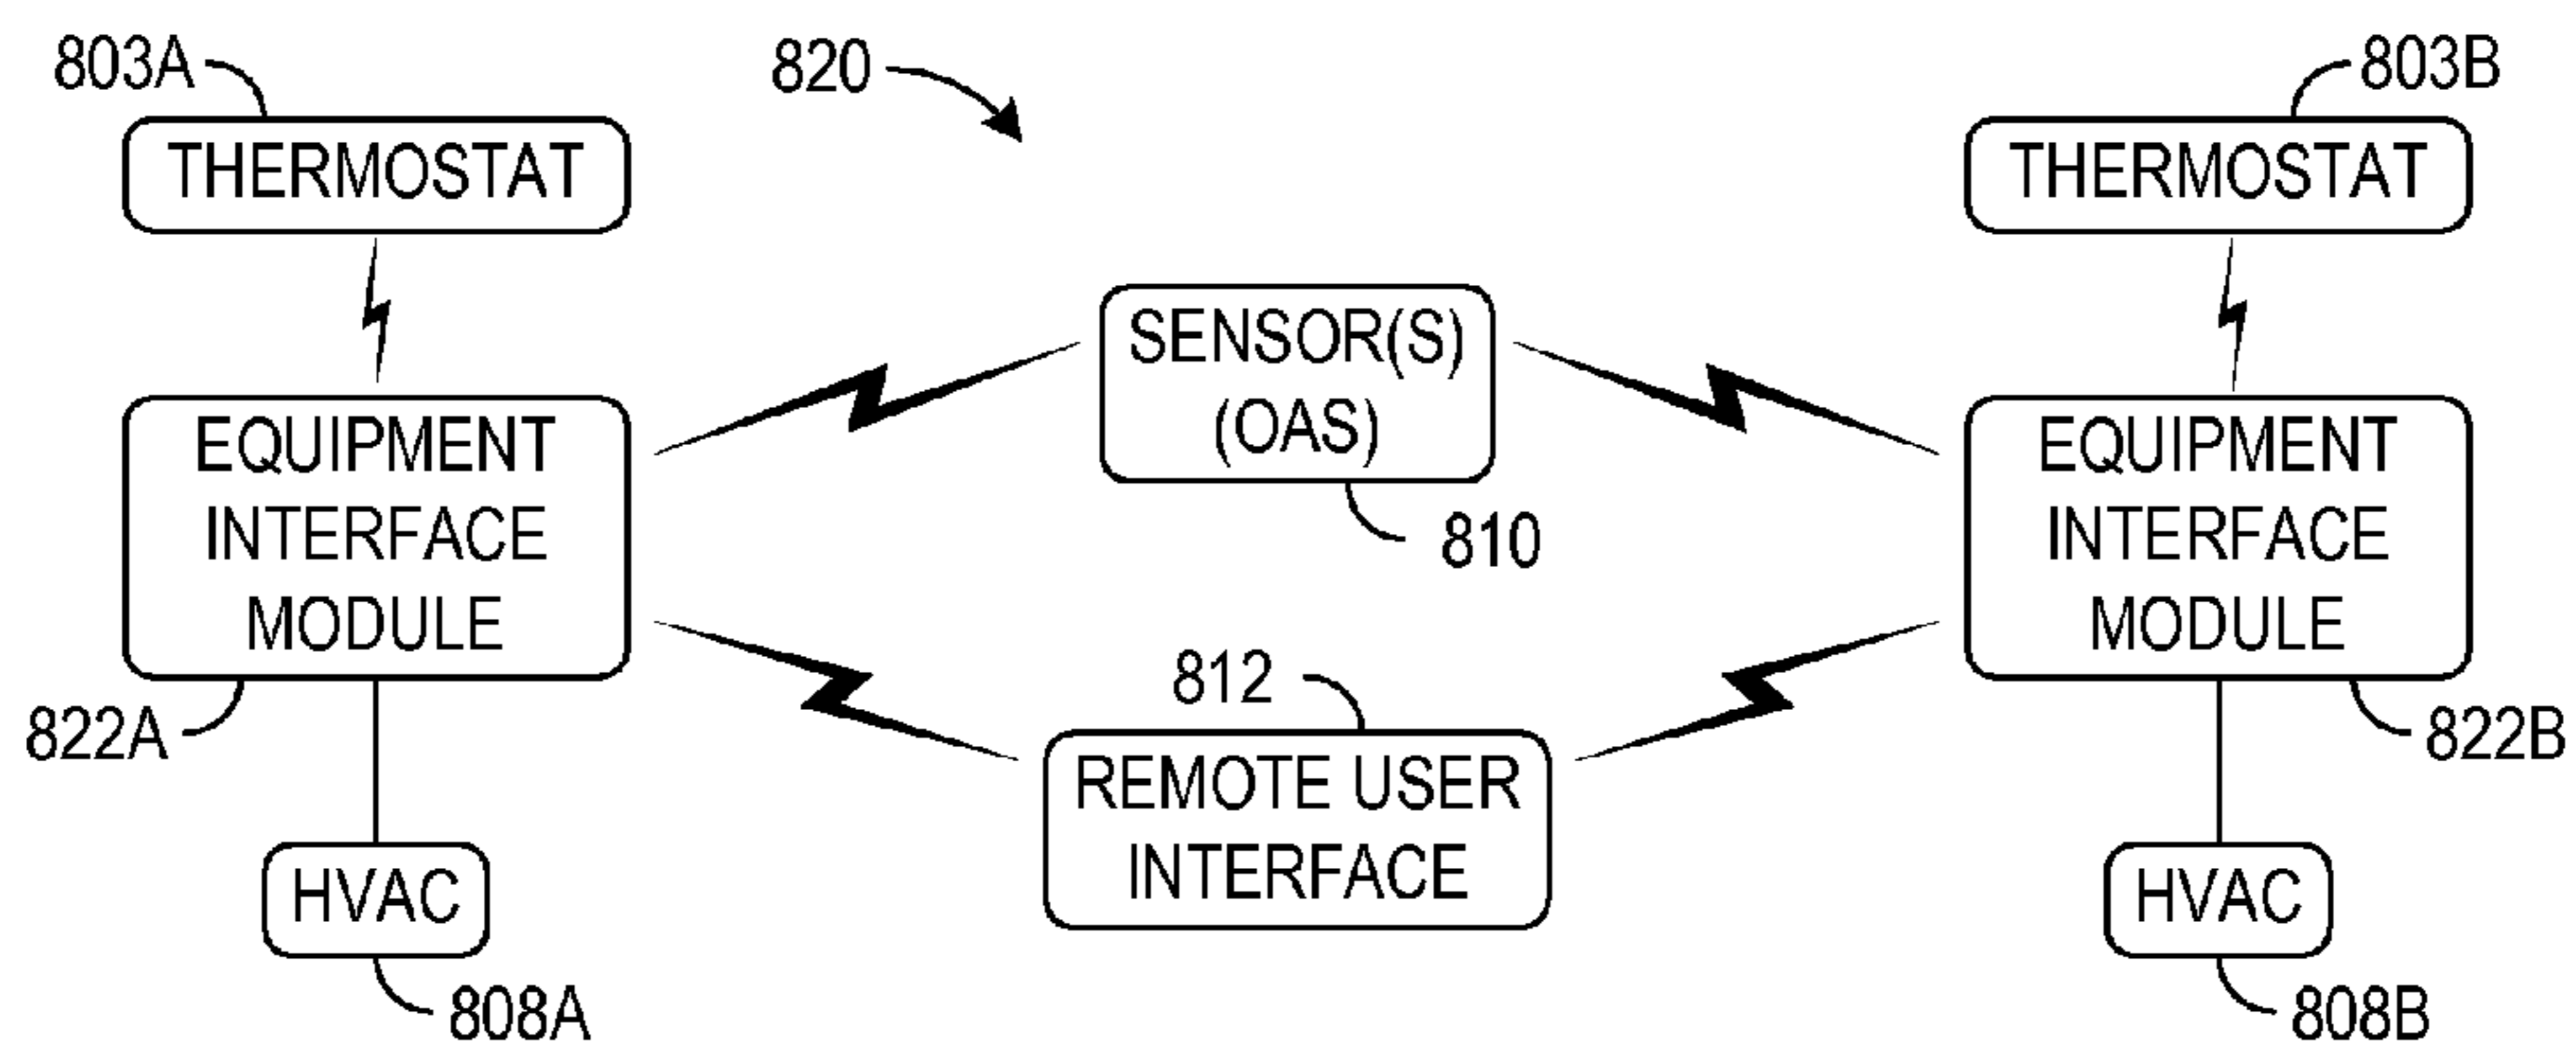 803A
820
803B
THERMOSTAT
THERMOSTAT
SENSOR(S)
(OAS)
810
EQUIPMENT
INTERFACE
MODULE
822A
EQUIPMENT
INTERFACE
MODULE
822B
812
REMOTE USER
INTERFACE
HVAC
808A
HVAC
808B